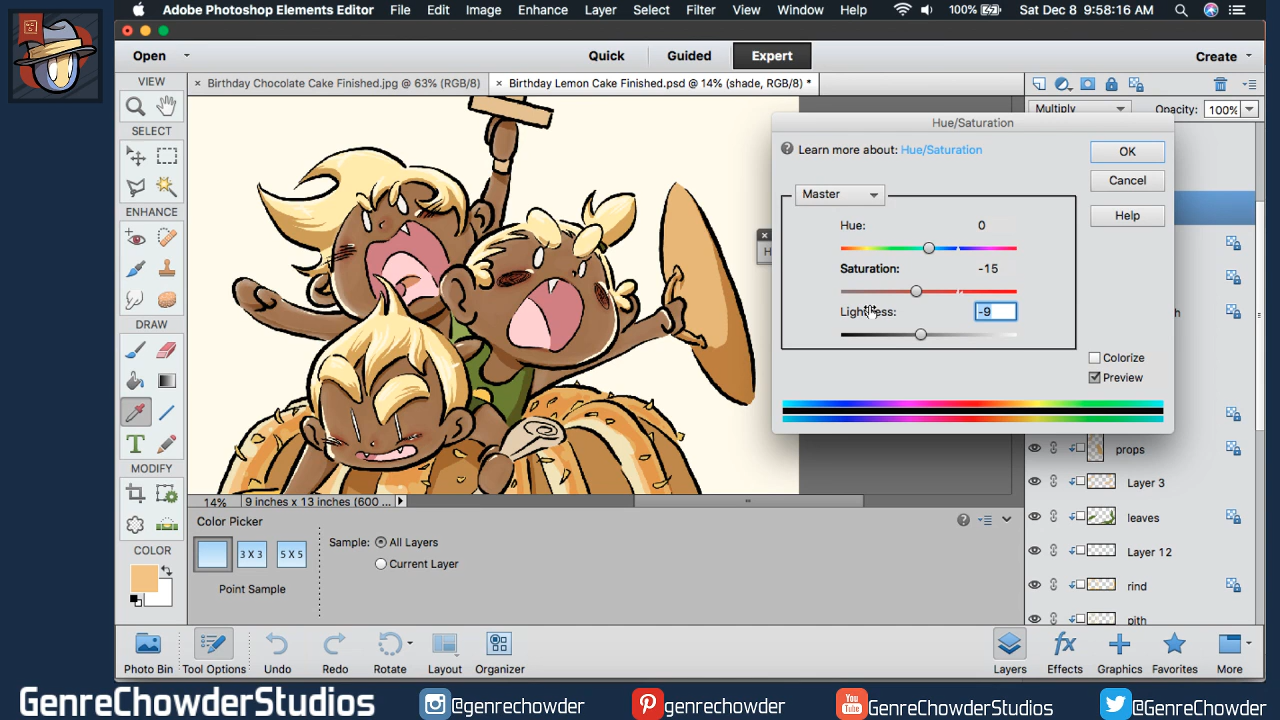 Adobe Photoshop Elements Editor File Edit Image Enhance Layer Select Filter View Window Help 100% Sat Dec 8 9:58:16 AM
Open Quick Guided Expert Create
VIEW
× Birthday Chocolate Cake Finished.jpg @ 63% (RGB/8) × Birthday Lemon Cake Finished.psd @ 14% (shade, RGB/8) *
Multiply Opacity: 100%
Hue/Saturation
SELECT
Learn more about: Hue/Saturation
OK
Cancel
Master
Help
ENHANCE
Hue: 0
H
Saturation: -15
Lightness: -9
h
DRAW
Colorize
Preview
T
props
MODIFY
Layer 3
14% 9 inches x 13 inches (600 ...
leaves
Color Picker
Sample: All Layers
COLOR
3 X 3 5 X 5
Layer 12
Current Layer
Point Sample
rind
pith
fx
Photo Bin Tool Options Undo Redo Rotate Layout Organizer Layers Effects Graphics Favorites More
GenreChowderStudios @genrechowder genrechowder You Tube GenreChowderStudios @GenreChowder